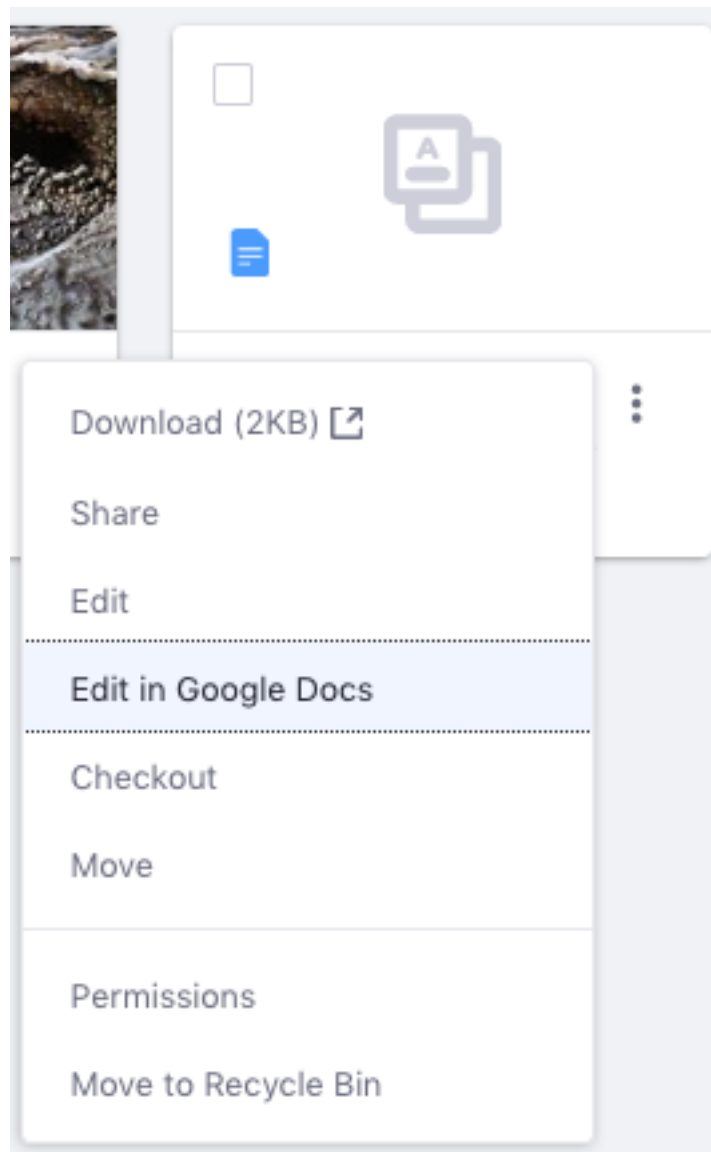 A
Download (2KB)
Share
Edit
Edit in Google Docs
Checkout
Move
Permissions
Move to Recycle Bin